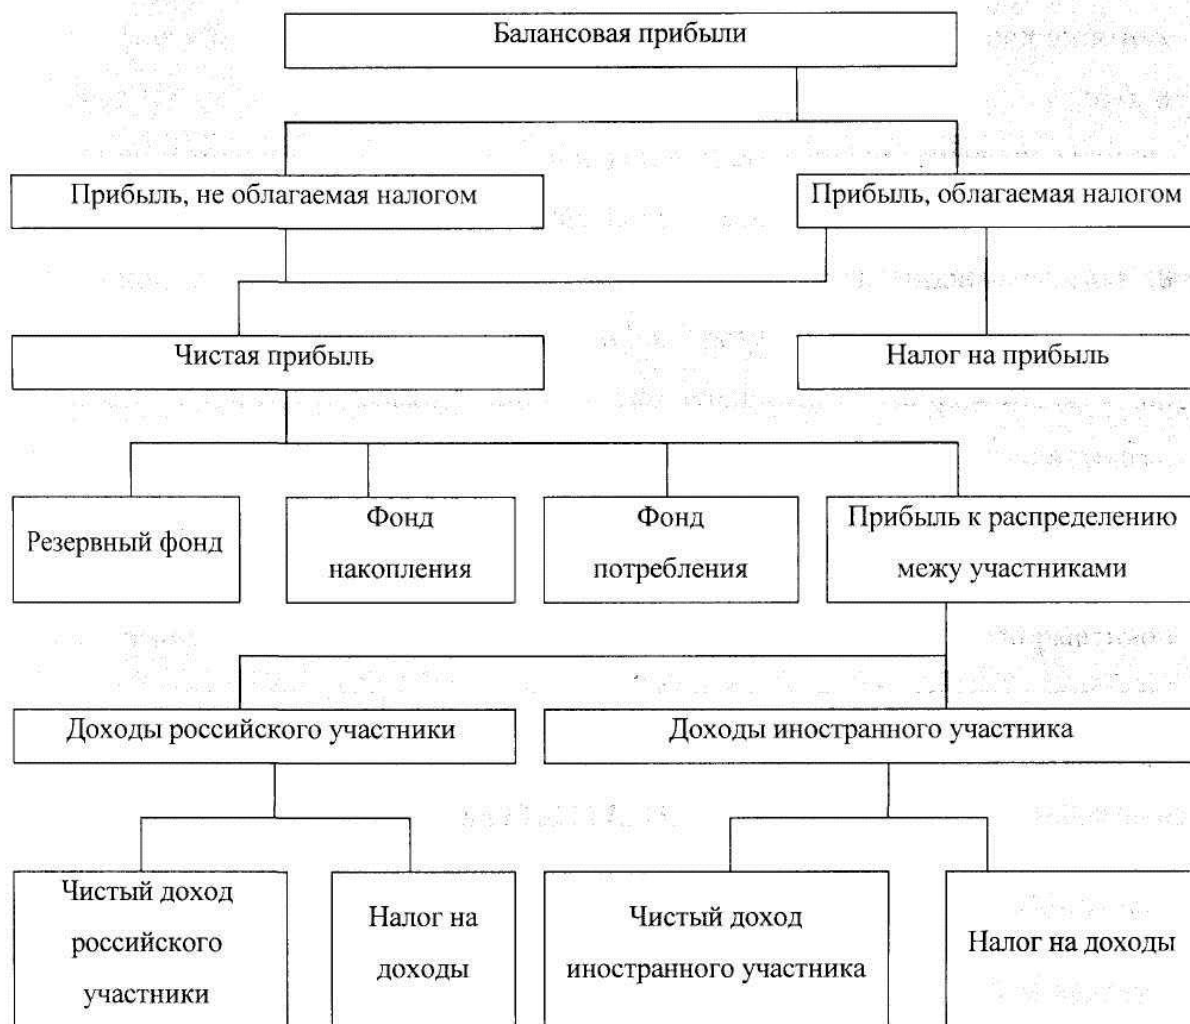 Балансовая прибыли
Прибыль, не облагаемая налогом
Прибыль, облагаемая налогом
Чистая прибыль
Налог на прибыль
Резервный фонд
Фонд
накопления
Фонд
потребления
Прибыль к распределению
межу участниками
Доходы российского участники
Доходы иностранного участника
Чистый доход
российского
участники
Налог на
доходы
Чистый доход
иностранного участника
Налог на доходы